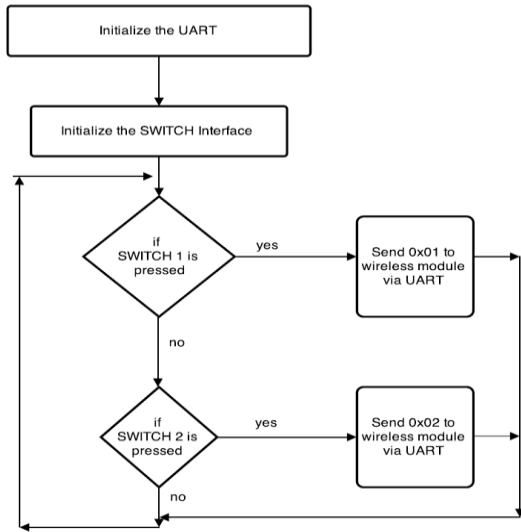 Initialize the UART
Initialize the SWITCH Interface
if
SWITCH 1 is
pressed
yes
Send 0x01 to
wireless module
via UART
no
if
SWITCH 2 is
pressed
yes
Send 0x02 to
wireless module
via UART
no